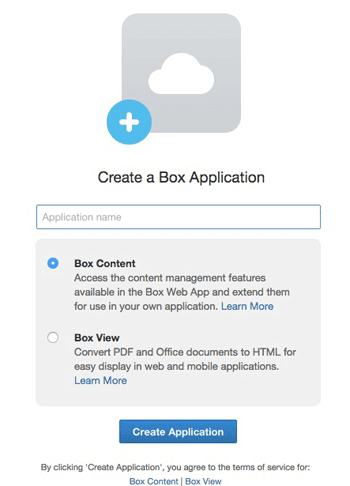 Create a Box Application
Application name
Box Content
Access the content management features
available in the Box Web App and extend them
for use in your own application. Learn More
Box View
Convert PDF and Office documents to HTML for
easy display in web and mobile applications.
Learn More
Create Application
By clicking 'Create Application', you agree to the terms of service for:
Box Content | Box View